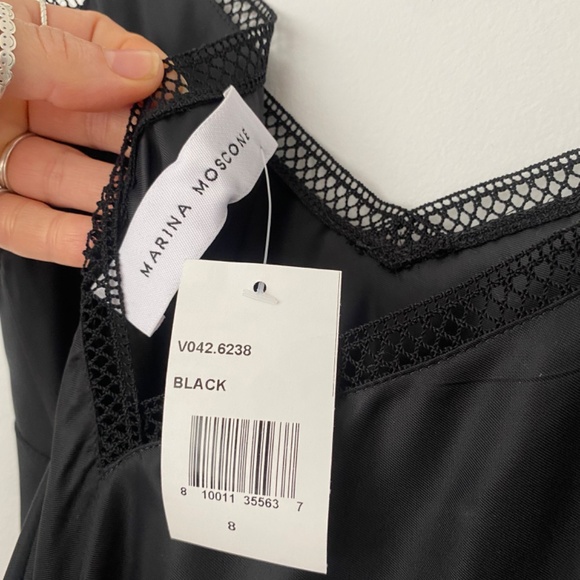 MARINA MOSCONE
V042.6238
BLACK
8 10011 35563 7
8